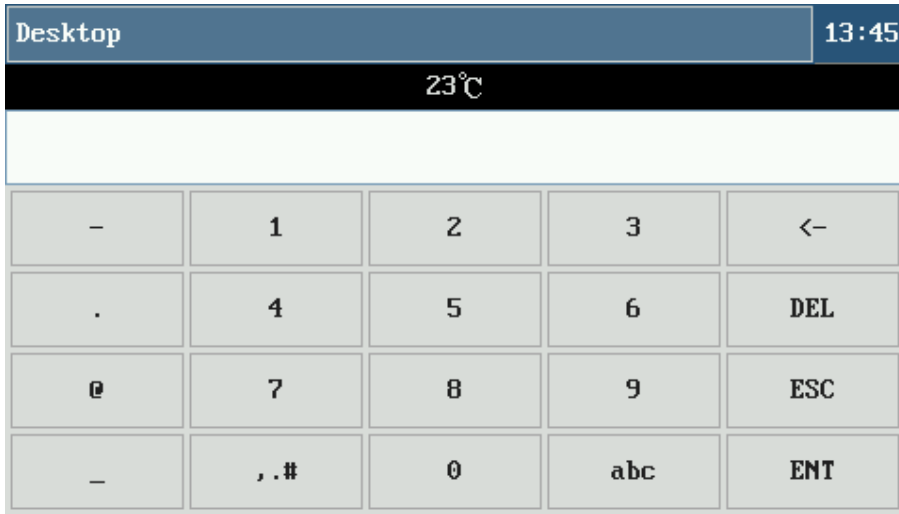 Desktop 13:45
23℃
- 1 2 3 <-
. 4 5 6 DEL
@ 7 8 9 ESC
_ ,.# 0 abc ENT